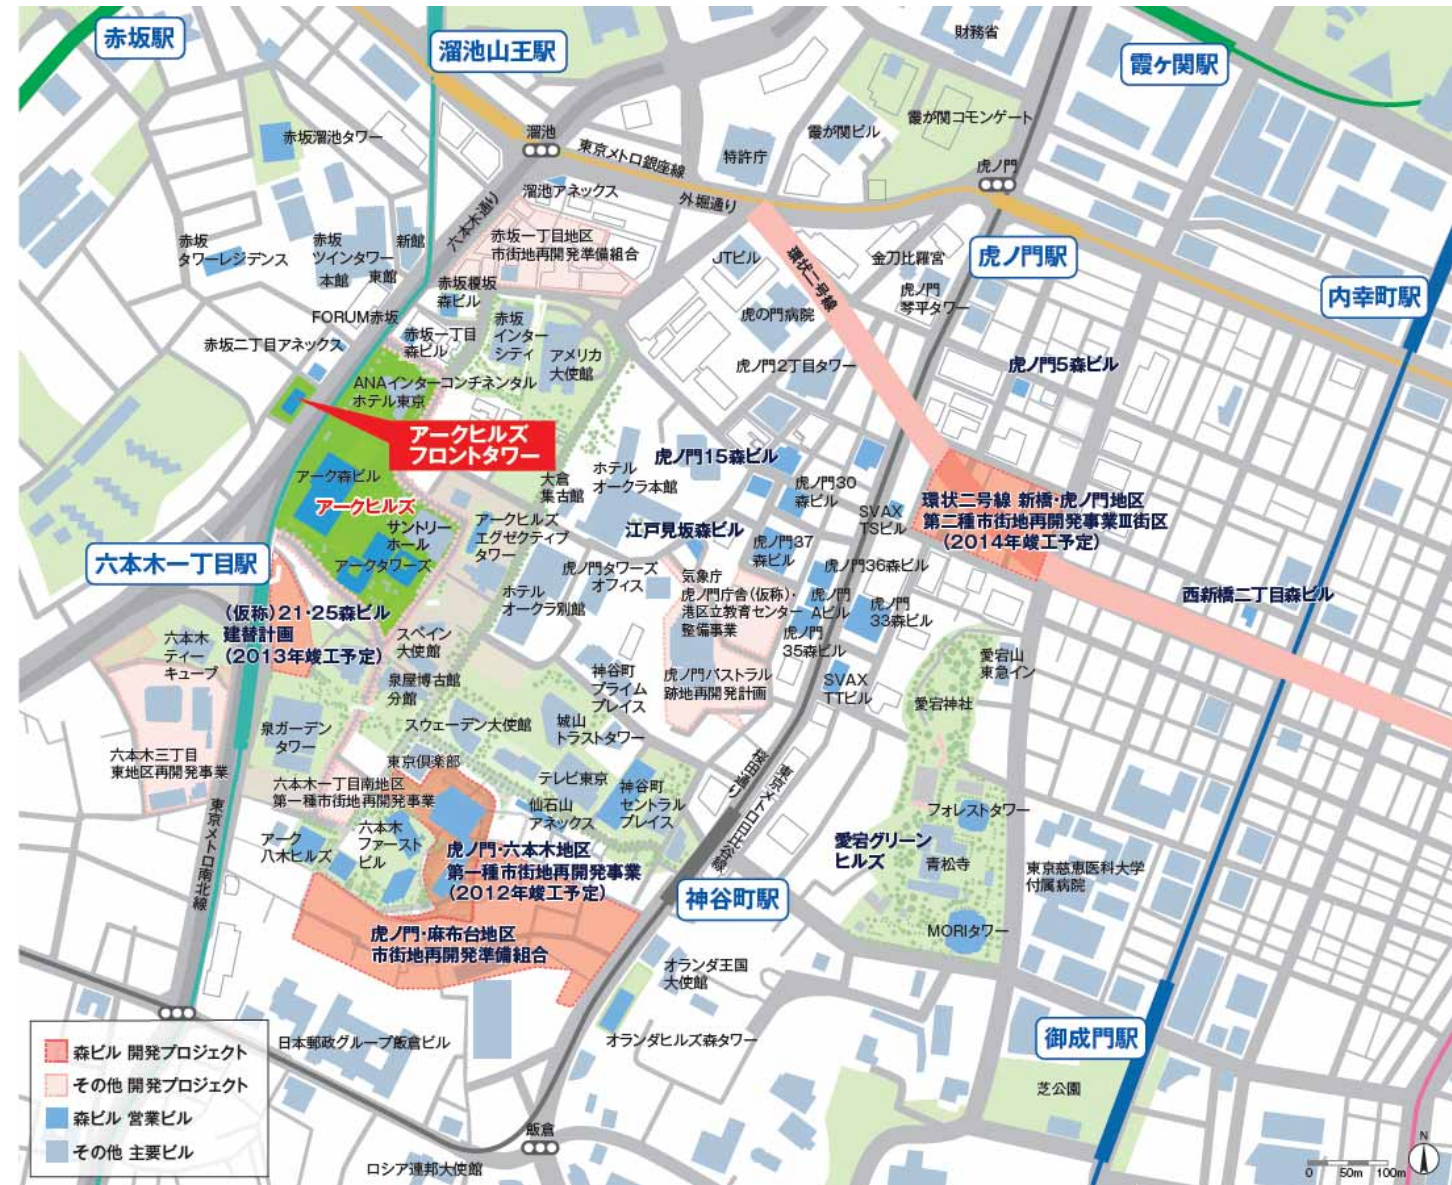 赤坂駅
溜池山王駅
財務省
霞ヶ関駅
霞が関コモンゲート
霞が関ビル
赤坂溜池タワー
溜池
東京メトロ銀座線
特許庁
虎ノ門
溜池アネックス
外堀通り
六本木通り
赤坂一丁目地区
市街地再開発準備組合
赤坂
タワーレジデンス
赤坂
ツインタワー
本館
東館
新館
JTビル
環状二号線
金刀比羅宮
虎ノ門駅
虎ノ門
琴平タワー
内幸町駅
赤坂榎坂
森ビル
FORUM赤坂
赤坂二丁目アネックス
赤坂一丁目
森ビル
赤坂
インター
シティ
アメリカ
大使館
虎の門病院
虎ノ門2丁目タワー
虎ノ門5森ビル
ANAインターコンチネンタル
ホテル東京
アークヒルズ
フロントタワー
アーク森ビル
アークヒルズ
サントリー
ホール
アークタワーズ
大倉
集古館
ホテル
オークラ本館
虎ノ門15森ビル
虎ノ門30
森ビル
SVAX
TSビル
環状二号線 新橋・虎ノ門地区
第二種市街地再開発事業Ⅲ街区
(2014年竣工予定)
アークヒルズ
エグゼクティブ
タワー
江戸見坂森ビル
虎ノ門37
森ビル
虎ノ門36森ビル
六本木一丁目駅
虎ノ門タワーズ
オフィス
ホテル
オークラ別館
気象庁
虎ノ門庁舎(仮称)・
港区立教育センター
整備事業
虎ノ門
Aビル
虎ノ門
33森ビル
虎ノ門
35森ビル
西新橋二丁目森ビル
(仮称)21・25森ビル
建替計画
(2013年竣工予定)
六本木
ティー
キューブ
スペイン
大使館
泉屋博古館
分館
神谷町
プライム
プレイス
虎ノ門パストラル
跡地再開発計画
SVAX
TTビル
愛宕山
東急イン
愛宕神社
泉ガーデン
タワー
スウェーデン大使館
城山
トラストタワー
六本木三丁目
東地区再開発事業
東京倶楽部
六本木一丁目南地区
第一種市街地再開発事業
テレビ東京
仙石山
アネックス
神谷町
セントラル
プレイス
桜田通り
東京メトロ日比谷線
東京メトロ南北線
アーク
八木ヒルズ
六本木
ファースト
ビル
虎ノ門・六本木地区
第一種市街地再開発事業
(2012年竣工予定)
フォレストタワー
愛宕グリーン
ヒルズ
青松寺
東京慈恵医科大学
付属病院
神谷町駅
MORIタワー
虎ノ門・麻布台地区
市街地再開発準備組合
オランダ王国
大使館
オランダヒルズ森タワー
日本郵政グループ飯倉ビル
御成門駅
芝公園
飯倉
ロシア連邦大使館
森ビル 開発プロジェクト
その他 開発プロジェクト
森ビル 営業ビル
その他 主要ビル
N
0 50m 100m